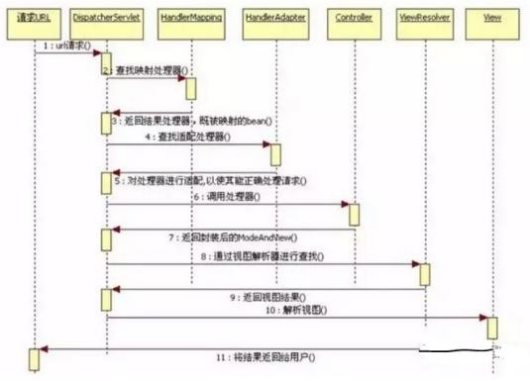 请求URL
DispatcherServlet
HandlerMapping
HandlerAdapter
Controller
ViewResolver
View
1：url请求()
2：查找映射处理器()
3：返回结果处理器，既被映射的bean()
4：查找适配处理器()
5：对处理器进行适配,以使其能正确处理请求()
6：调用处理器()
7：返回封装后的ModeAndView()
8：通过视图解析器进行查找()
9：返回视图结果()
10：解析视图()
11：将结果返回给用户()